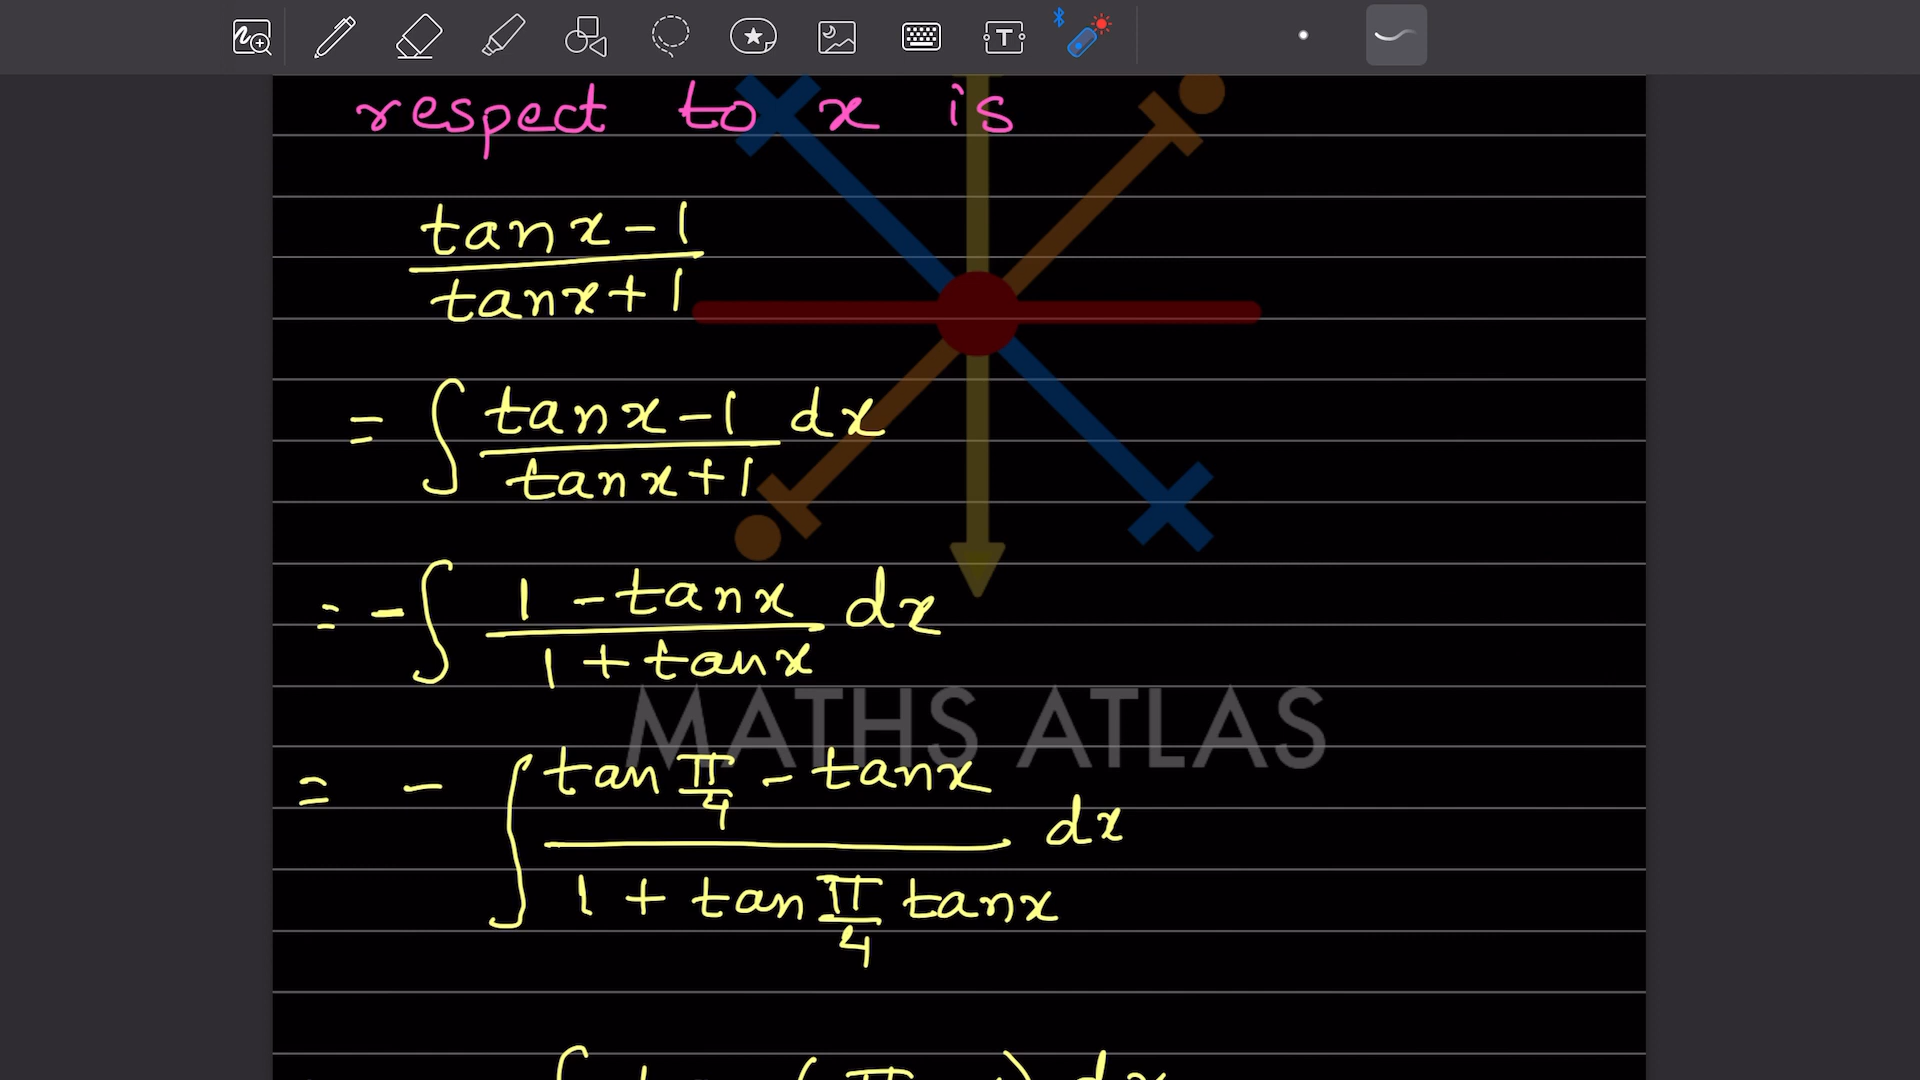 respect to x is
tanx-1
tanx+1
= ∫ tanx-1 dx
tanx+1
= - ∫ 1 - tanx dx
1 + tanx
MATHS ATLAS
= - ∫ tan π/4 - tanx dx
1 + tan π/4 tanx